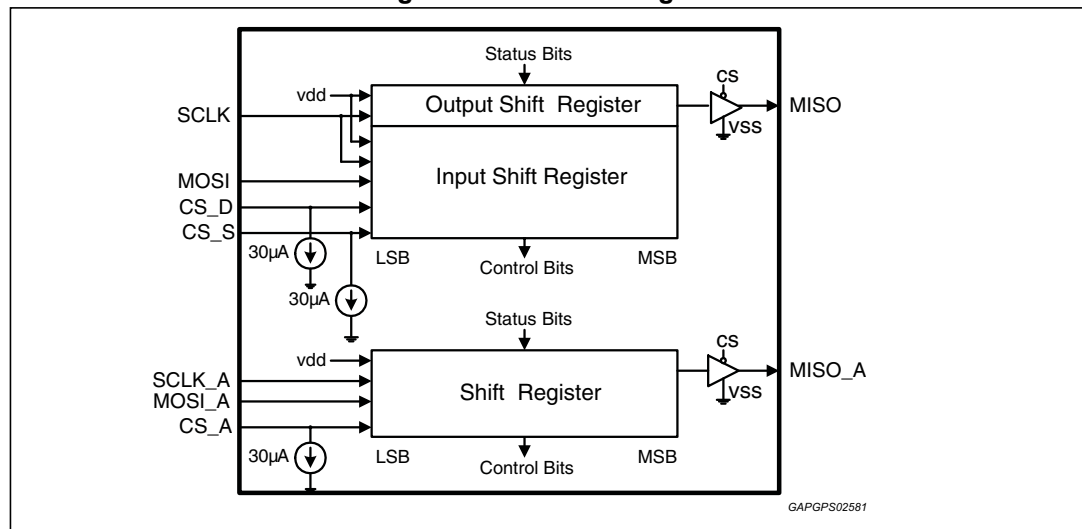 Status Bits
CS
vdd
Output Shift Register
MISO
SCLK
VSS
Input Shift Register
MOSI
CS_D
CS_S
30µA
LSB
MSB
Control Bits
30µA
Status Bits
CS
vdd
MISO_A
SCLK_A
Shift Register
VSS
MOSI_A
CS_A
30µA
LSB
MSB
Control Bits
GAPGPS02581